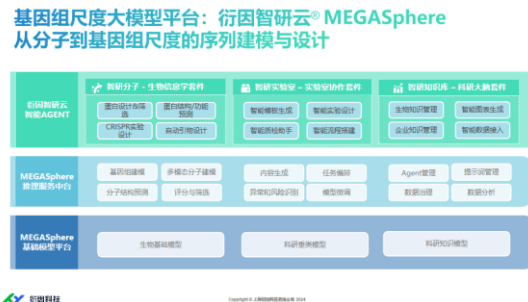 基因组尺度大模型平台：衍因智研云® MEGASphere
从分子到基因组尺度的序列建模与设计
衍因智研云
智能AGENT
智研分子 - 生物信息学套件
蛋白设计&筛选
蛋白结构/功能预测
CRISPR实验设计
自动引物设计
智研实验室 – 实验协作套件
智能模板生成
智能实验设计
智能质检助手
智能流程搭建
智研知识库 – 科研大脑套件
生物知识管理
智能图表生成
企业知识管理
智能数据接入
MEGASphere
推理服务中台
基因组建模
多模态分子建模
分子结构预测
评分与筛选
内容生成
任务编排
异常和风险识别
模型微调
Agent管理
提示词管理
数据治理
数据分析
MEGASphere
基础模型平台
生物基础模型
科研垂类模型
科研知识模型
衍因科技